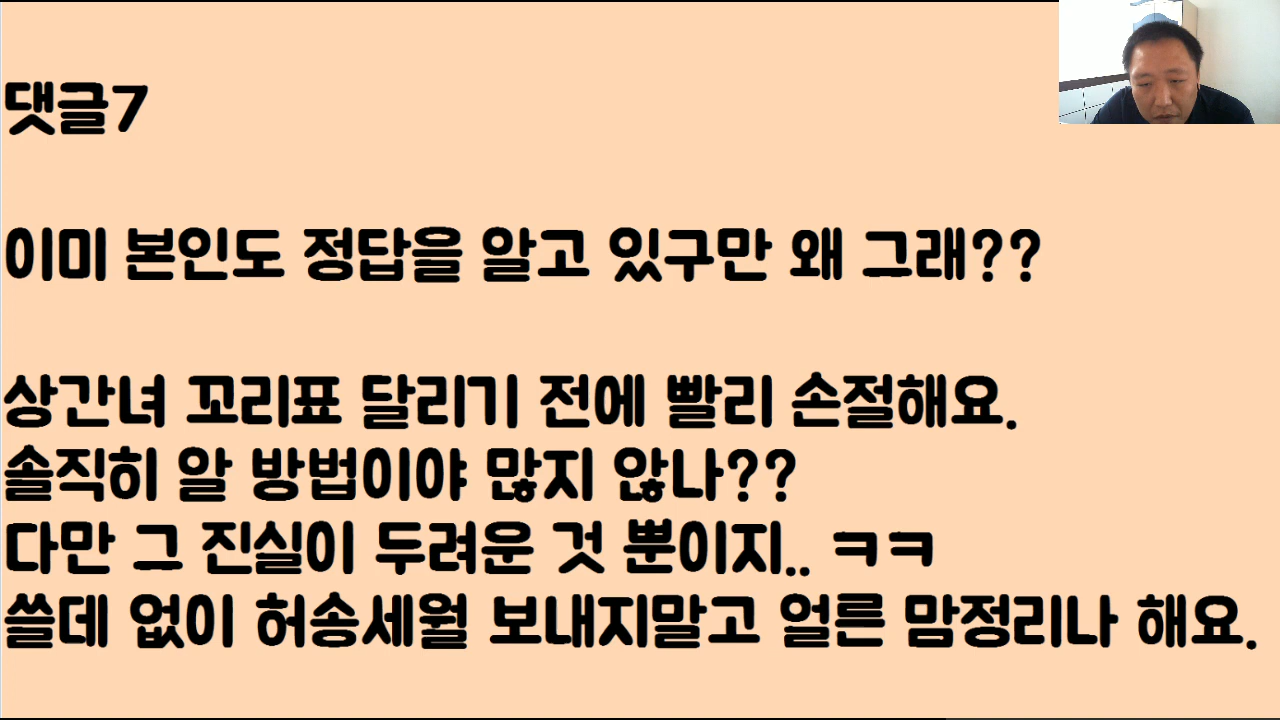 댓글7
이미 본인도 정답을 알고 있구만 왜 그래??
상간녀 꼬리표 달리기 전에 빨리 손절해요.
솔직히 알 방법이야 많지 않나??
다만 그 진실이 두려운 것 뿐이지.. ㅋㅋ
쓸데 없이 허송세월 보내지말고 얼른 맘정리나 해요.